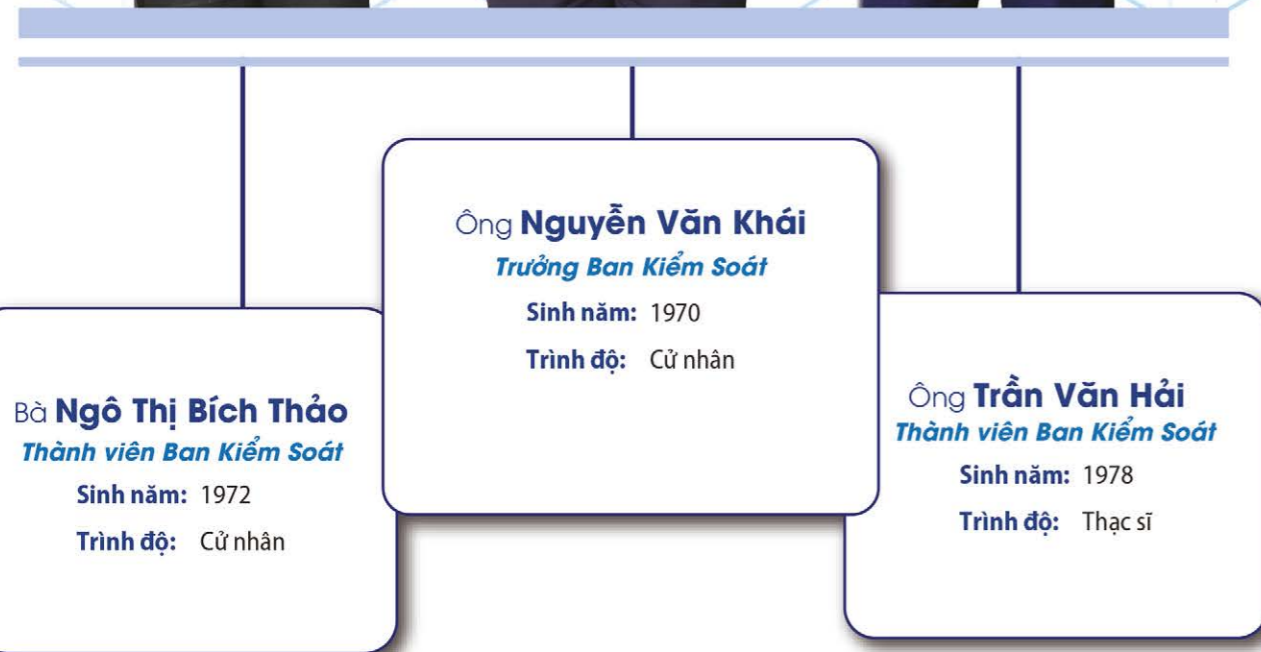 Ông Nguyễn Văn Khái
Trưởng Ban Kiểm Soát
Sinh năm: 1970
Trình độ: Cử nhân
Bà Ngô Thị Bích Thảo
Thành viên Ban Kiểm Soát
Sinh năm: 1972
Trình độ: Cử nhân
Ông Trần Văn Hải
Thành viên Ban Kiểm Soát
Sinh năm: 1978
Trình độ: Thạc sĩ